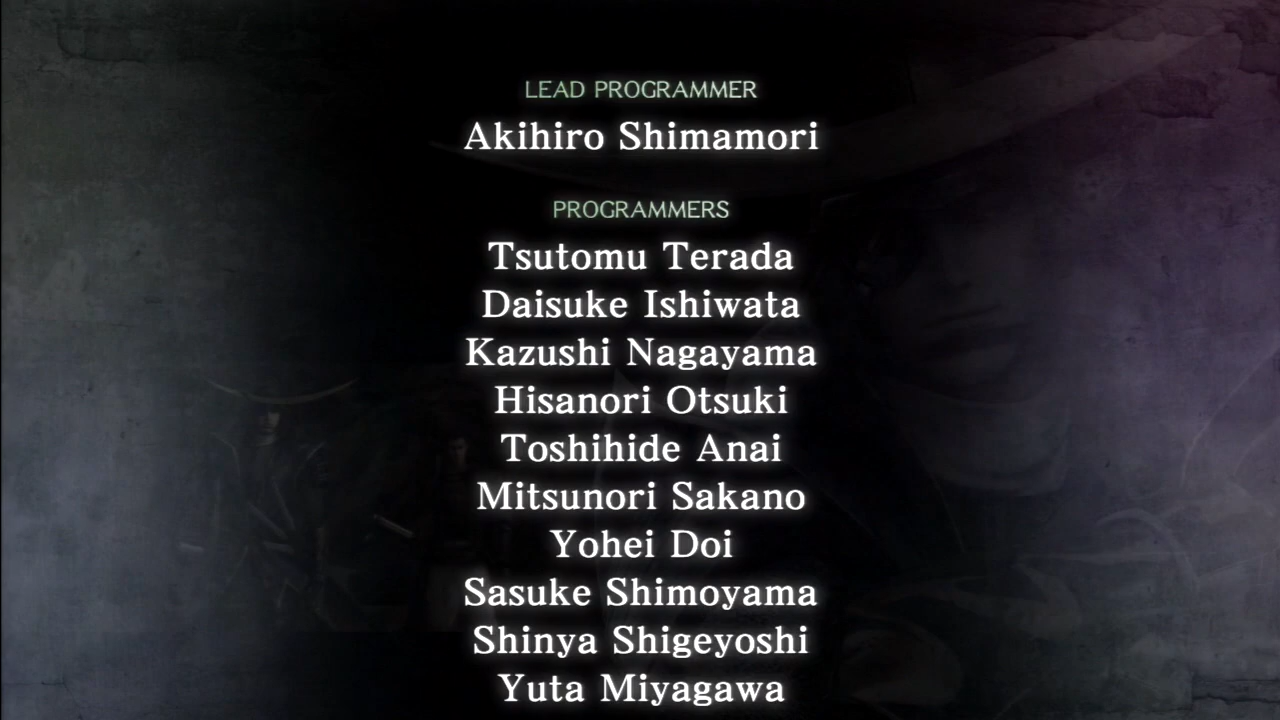 LEAD PROGRAMMER
Akihiro Shimamori
PROGRAMMERS
Tsutomu Terada
Daisuke Ishiwata
Kazushi Nagayama
Hisanori Otsuki
Toshihide Anai
Mitsunori Sakano
Yohei Doi
Sasuke Shimoyama
Shinya Shigeyoshi
Yuta Miyagawa